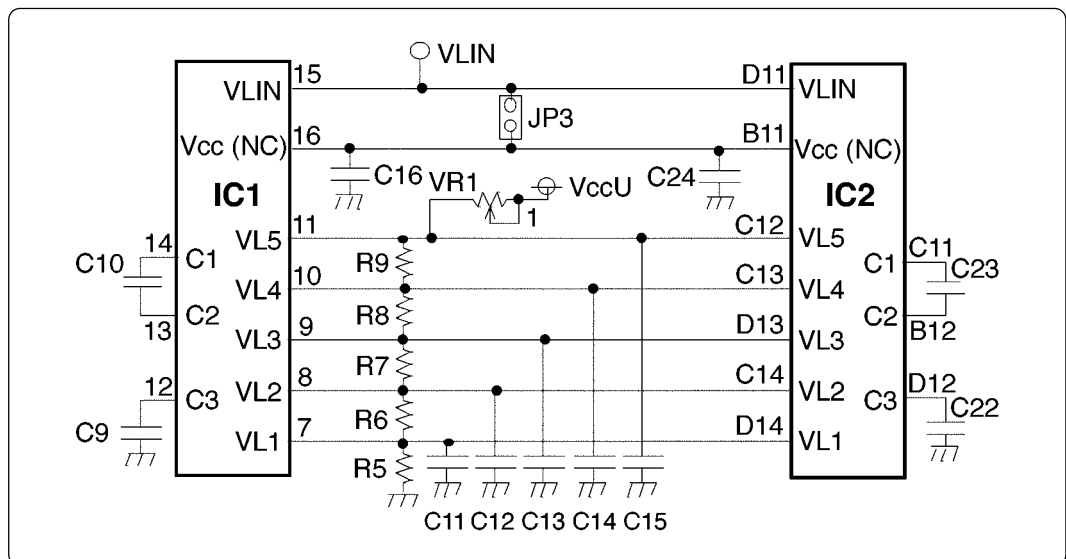 VLIN
15
D11
VLIN
VLIN
JP3
16
B11
Vcc (NC)
Vcc (NC)
C16
C24
IC1
VR1
VccU
IC2
1
11
C12
14
VL5
VL5
C11
C10
C1
R9
C1
C23
10
C13
VL4
VL4
C2
R8
C2
13
9
D13
B12
VL3
VL3
R7
12
8
C14
D12
C3
VL2
VL2
C3
C22
C9
R6
7
D14
VL1
VL1
R5
C11 C12 C13 C14 C15